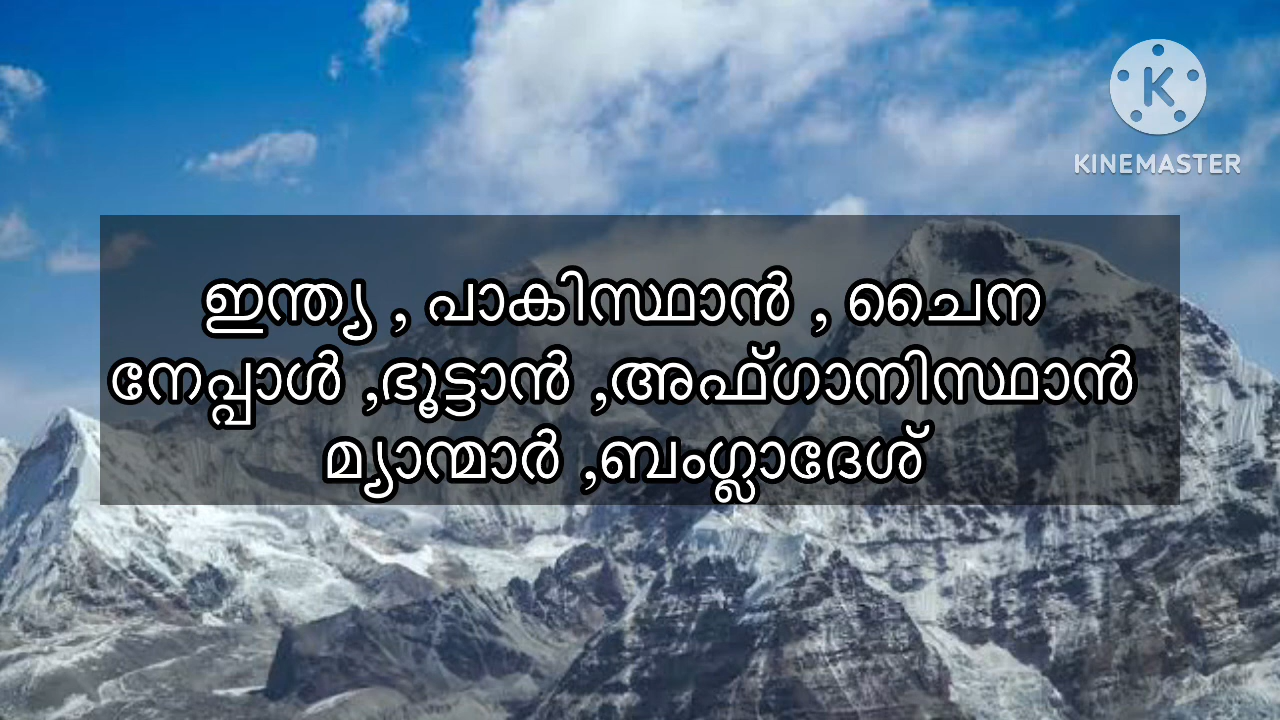 KINEMASTER
ഇന്ത്യ , പാകിസ്ഥാൻ , ചൈന
നേപ്പാൾ ,ഭൂട്ടാൻ ,അഫ്ഗാനിസ്ഥാൻ
മ്യാന്മാർ ,ബംഗ്ലാദേശ്